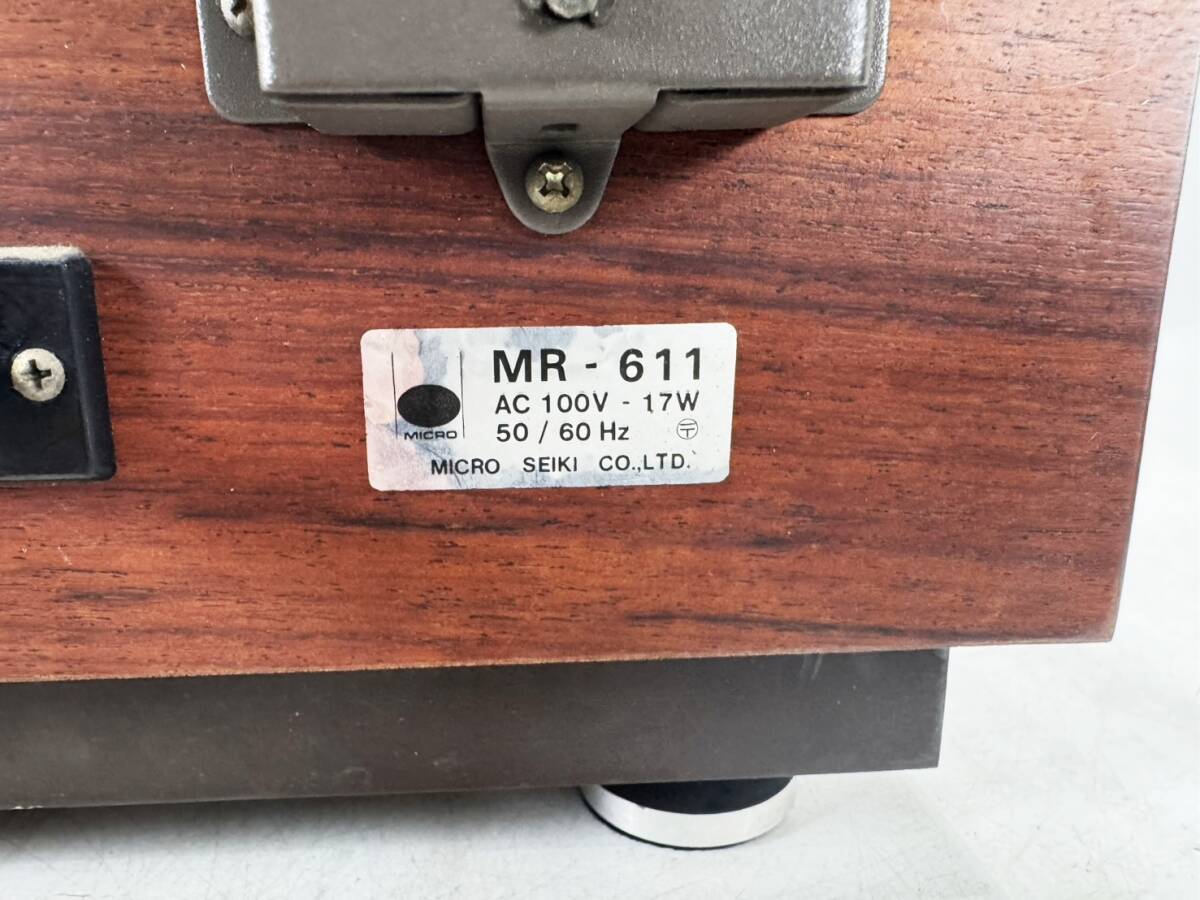 MR - 611
AC 100V - 17W
MICRO
50 / 60 Hz 〶
MICRO SEIKI CO.,LTD.